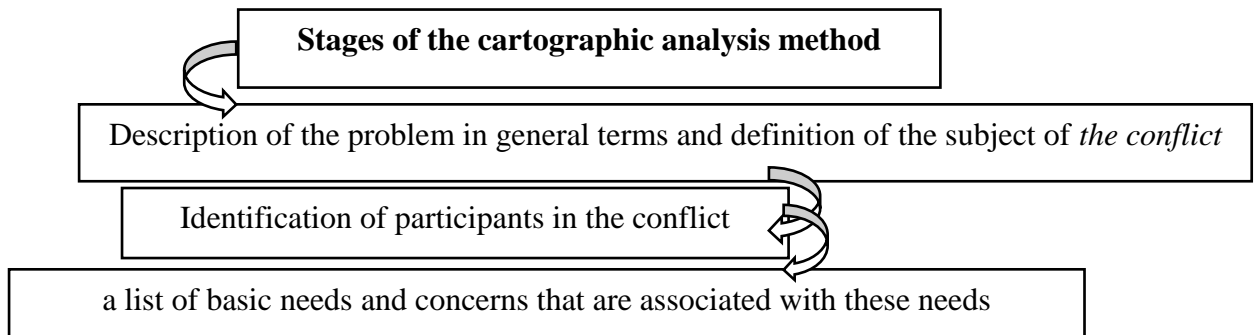 Stages of the cartographic analysis method
Description of the problem in general terms and definition of the subject of the conflict
Identification of participants in the conflict
a list of basic needs and concerns that are associated with these needs